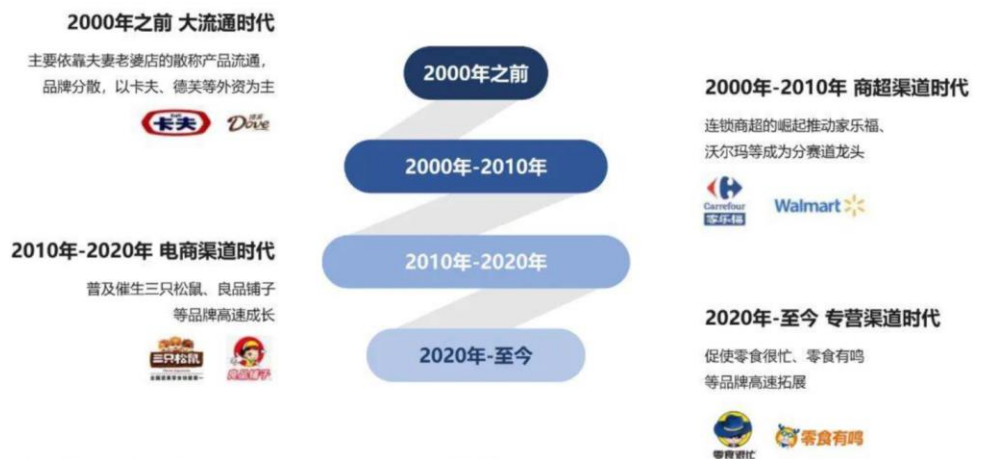 2000年之前 大流通时代
主要依靠夫妻老婆店的散称产品流通，
品牌分散，以卡夫、德芙等外资为主
卡夫
Dove
2000年之前
2000年-2010年 商超渠道时代
连锁商超的崛起推动家乐福、
沃尔玛等成为分赛道龙头
Carrefour
家乐福
Walmart
2000年-2010年
2010年-2020年 电商渠道时代
普及催生三只松鼠、良品铺子
等品牌高速成长
三只松鼠
良品铺子
2010年-2020年
2020年-至今 专营渠道时代
促使零食很忙、零食有鸣
等品牌高速拓展
零食很忙
零食有鸣
2020年-至今